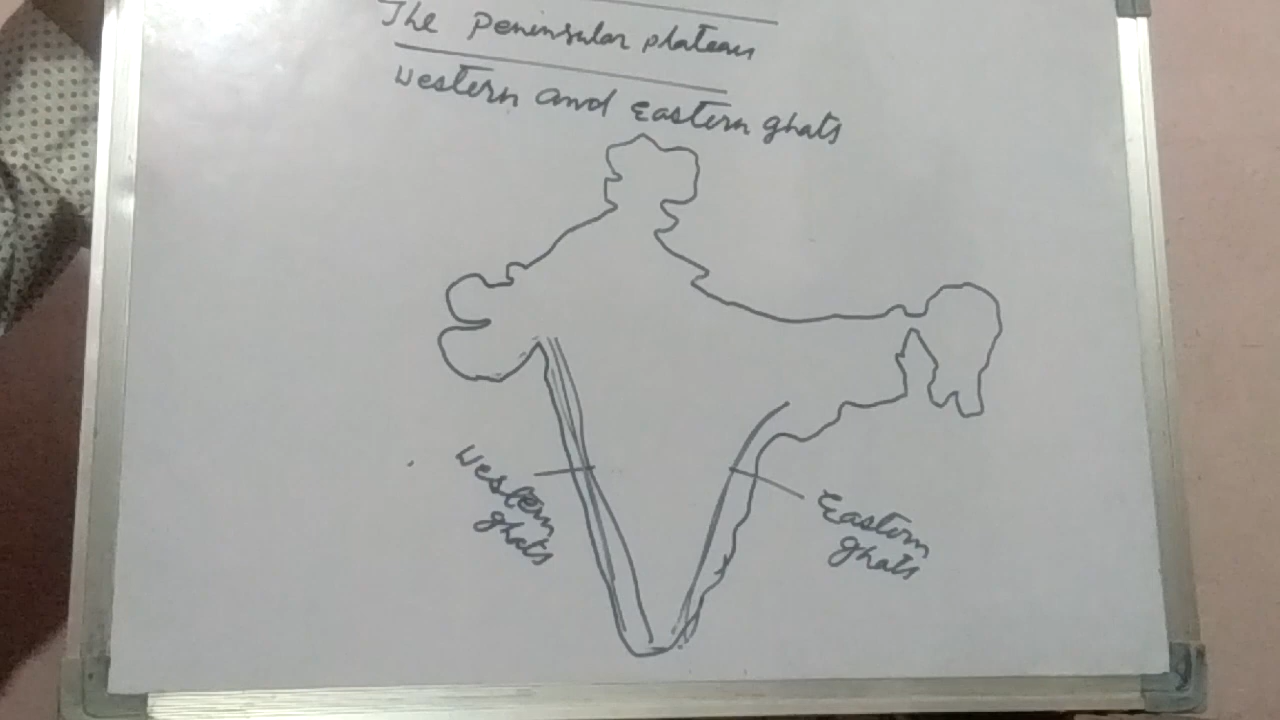 The peninsular plateau
Western and Eastern ghats
Western
ghats
Eastern
ghats